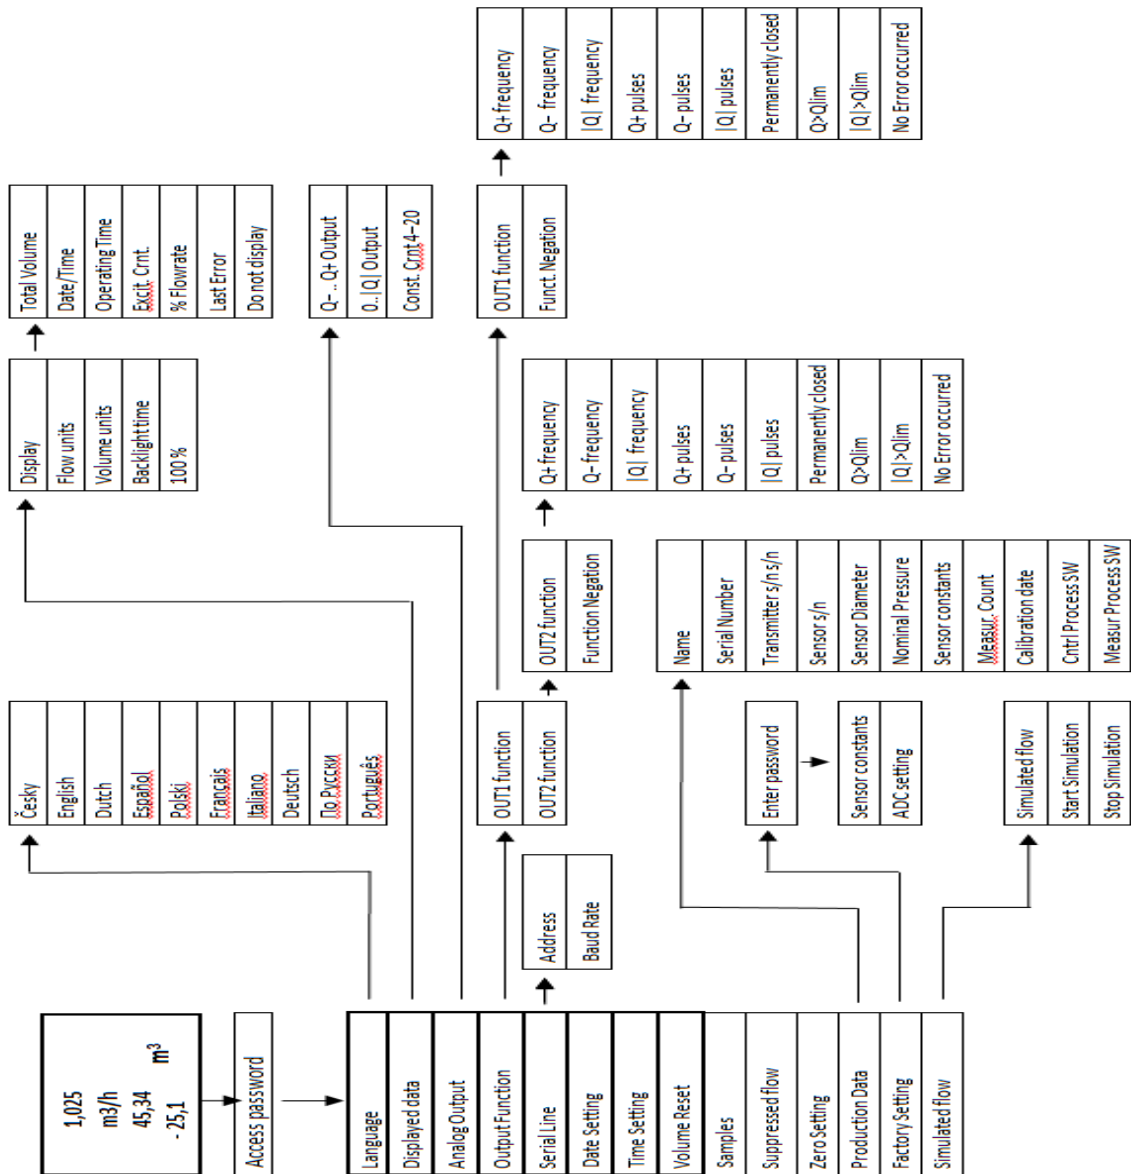 1,025
m3/h
45,34
m³
- 25,1
Access password
Language
Displayed data
Analog Output
Output Function
Serial Line
Date Setting
Time Setting
Volume Reset
Samples
Suppressed flow
Zero Setting
Production Data
Factory Setting
Simulated flow
Česky
English
Dutch
Español
Polski
Français
Italiano
Deutsch
По Русски
Português
Display
Flow units
Volume units
Backlight time
100 %
Total Volume
Date/Time
Operating Time
Excit. Crnt.
% Flowrate
Last Error
Do not display
Q- .. Q+ Output
0..|Q| Output
Const. Crnt 4-20
Address
Baud Rate
OUT1 function
OUT2 function
OUT1 function
Funct. Negation
Q+ frequency
Q- frequency
|Q| frequency
Q+ pulses
Q- pulses
|Q| pulses
Permanently closed
Q>Qlim
|Q|>Qlim
No Error occurred
OUT2 function
Function Negation
Q+ frequency
Q- frequency
|Q| frequency
Q+ pulses
Q- pulses
|Q| pulses
Permanently closed
Q>Qlim
|Q|>Qlim
No Error occurred
Name
Serial Number
Transmitter s/n s/n
Sensor s/n
Sensor Diameter
Nominal Pressure
Sensor constants
Measur. Count
Calibration date
Cntrl Process SW
Measur Process SW
Enter password
Sensor constants
ADC setting
Simulated flow
Start Simulation
Stop Simulation